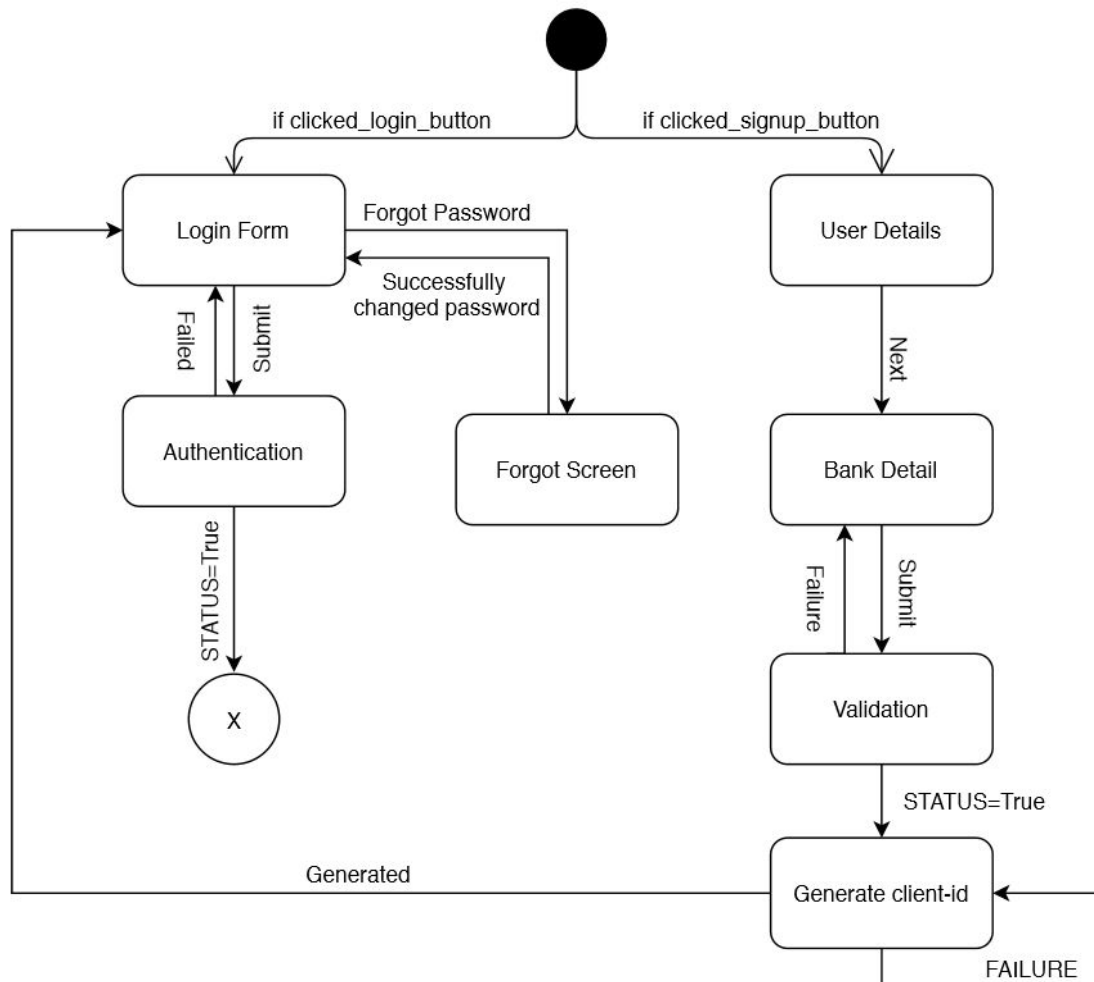 if clicked_login_button
if clicked_signup_button
Login Form
Forgot Password
User Details
Successfully
changed password
Failed
Submit
Next
Authentication
Forgot Screen
Bank Detail
STATUS=True
Failure
Submit
X
Validation
STATUS=True
Generated
Generate client-id
FAILURE